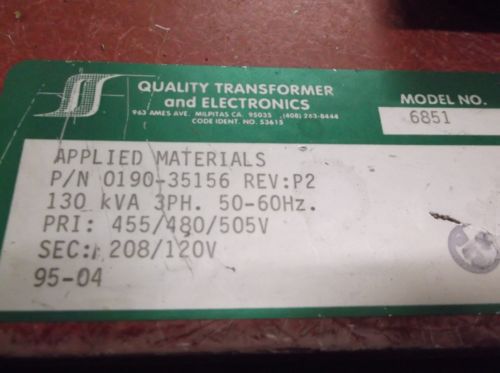 QUALITY TRANSFORMER
and ELECTRONICS
963 AMES AVE. MILPITAS CA. 95035 (408) 263-8444
CODE IDENT. NO. 53615
MODEL NO.
6851
APPLIED MATERIALS
P/N 0190-35156 REV:P2
130 kVA 3PH. 50-60Hz.
PRI: 455/480/505V
SEC: 208/120V
95-04